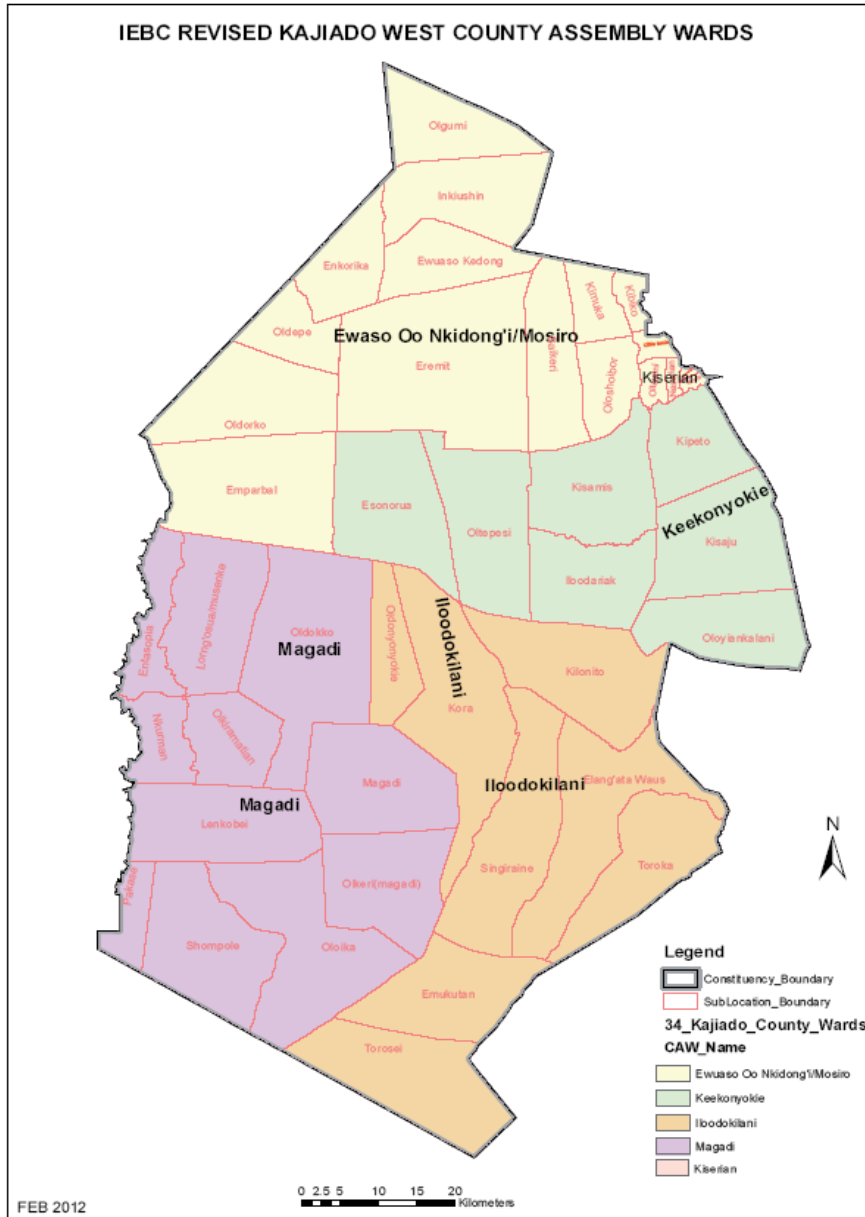 IEBC REVISED KAJIADO WEST COUNTY ASSEMBLY WARDS
Olgumi
Inkiushin
Enkorika
Ewuaso Kedong
Kimuka
Kibiko
Oldepe
Ewaso Oo Nkidong'i/Mosiro
Eremit
Oloshoibor
Kiserian
Oldorko
Kipeto
Emparbal
Esonorua
Kisamis
Olteposi
Keekonyokie
Kisaju
Iloodariak
Entasopia
Lorng'osua/musenke
Oldokko
Oldonyonyokie
Iloodokilani
Oloyiankalani
Magadi
Kilonito
Kora
Nkurman
Olkiramatian
Magadi
Iloodokilani
Elang'ata Waus
Magadi
Lenkobei
Singiraine
Toroka
Pakase
Olkeri(magadi)
Shompole
Oloika
Emukutan
Torosei
N
Legend
Constituency_Boundary
SubLocation_Boundary
34_Kajiado_County_Wards
CAW_Name
Ewuaso Oo Nkidong'i/Mosiro
Keekonyokie
Iloodokilani
Magadi
Kiserian
0 2.5 5 10 15 20
Kilometers
FEB 2012